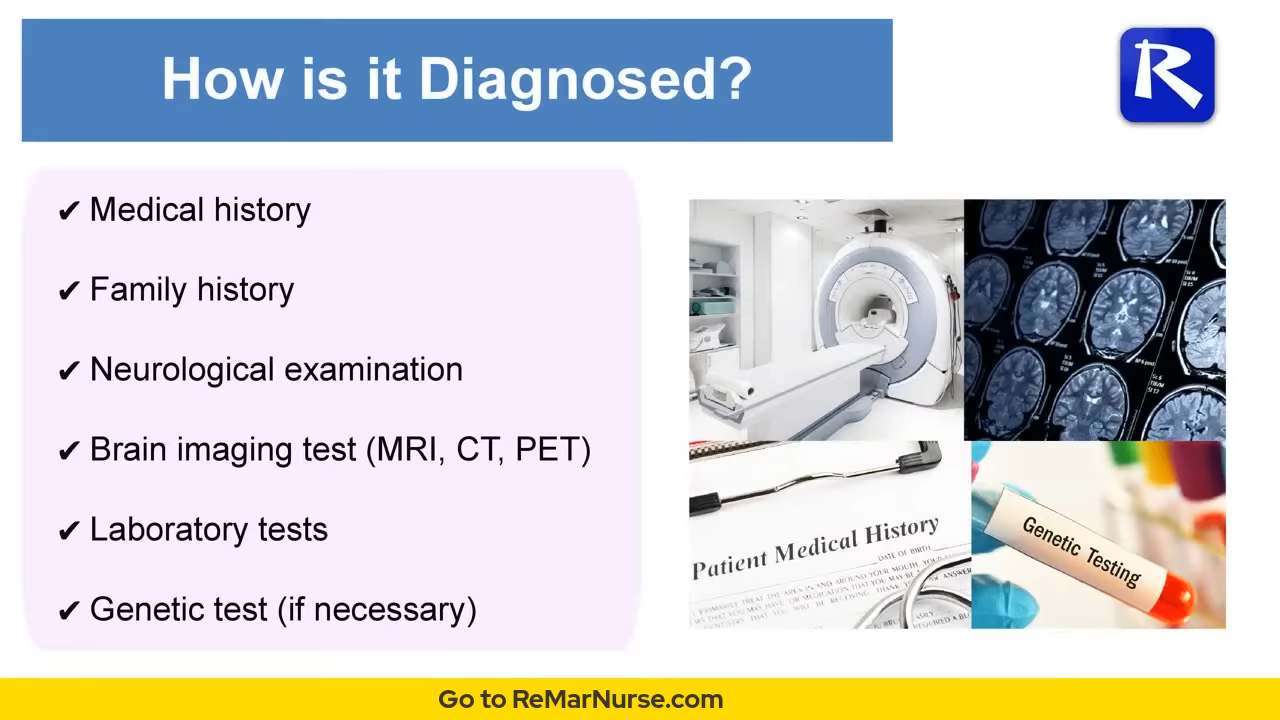 How is it Diagnosed?
R
✔ Medical history
✔ Family history
✔ Neurological examination
✔ Brain imaging test (MRI, CT, PET)
✔ Laboratory tests
✔ Genetic test (if necessary)
Patient Medical History
DATE OF BIRTH
Genetic Testing
Go to ReMarNurse.com